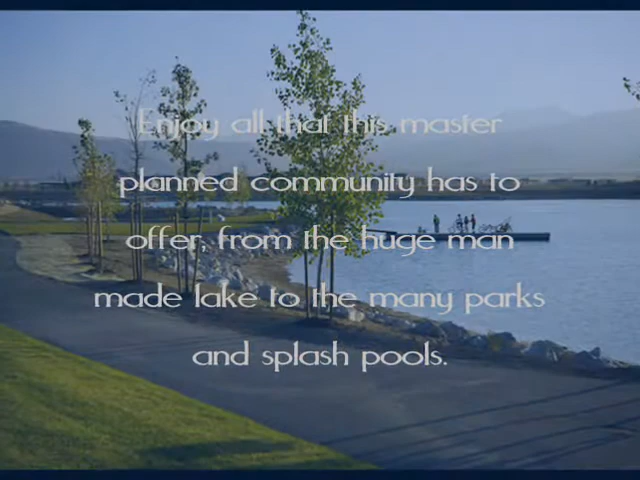 Enjoy all that this master
planned community has to
offer, from the huge man
made lake to the many parks
and splash pools.